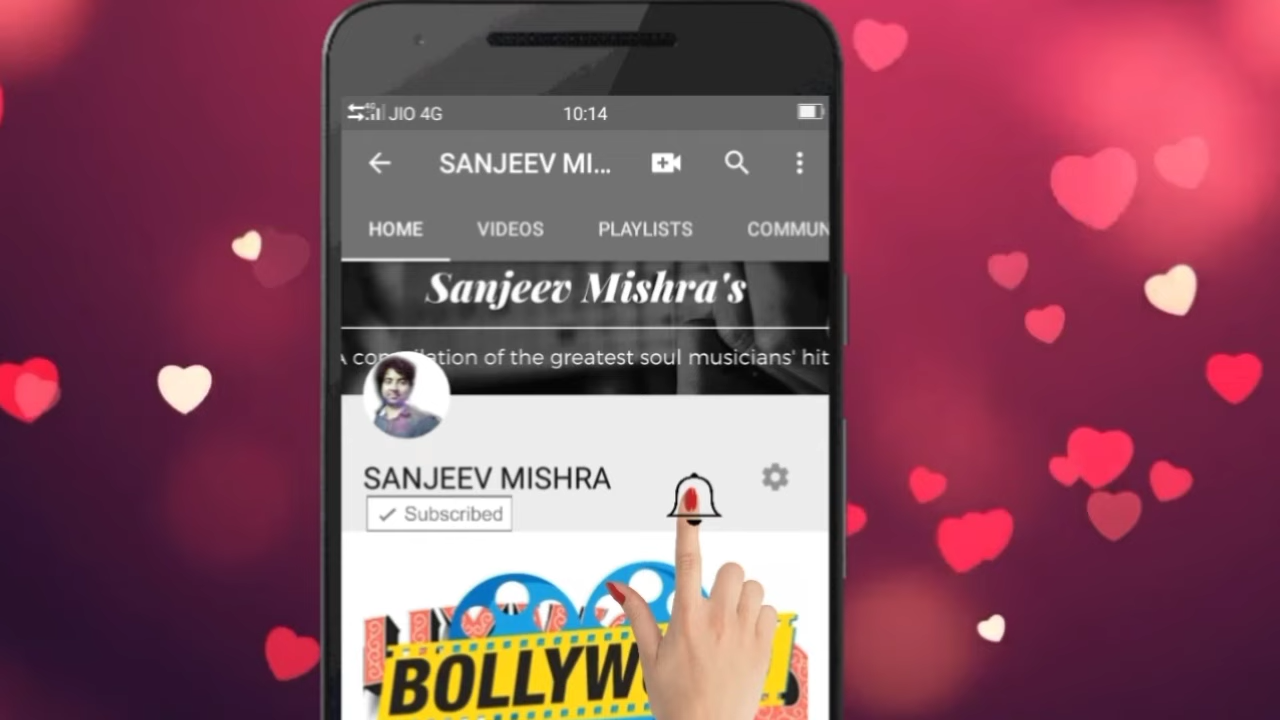 4G JIO 4G 10:14
SANJEEV MI...
HOME VIDEOS PLAYLISTS COMMUN
Sanjeev Mishra's
of the greatest soul musicians' hit
SANJEEV MISHRA
Subscribed
BOLLYW